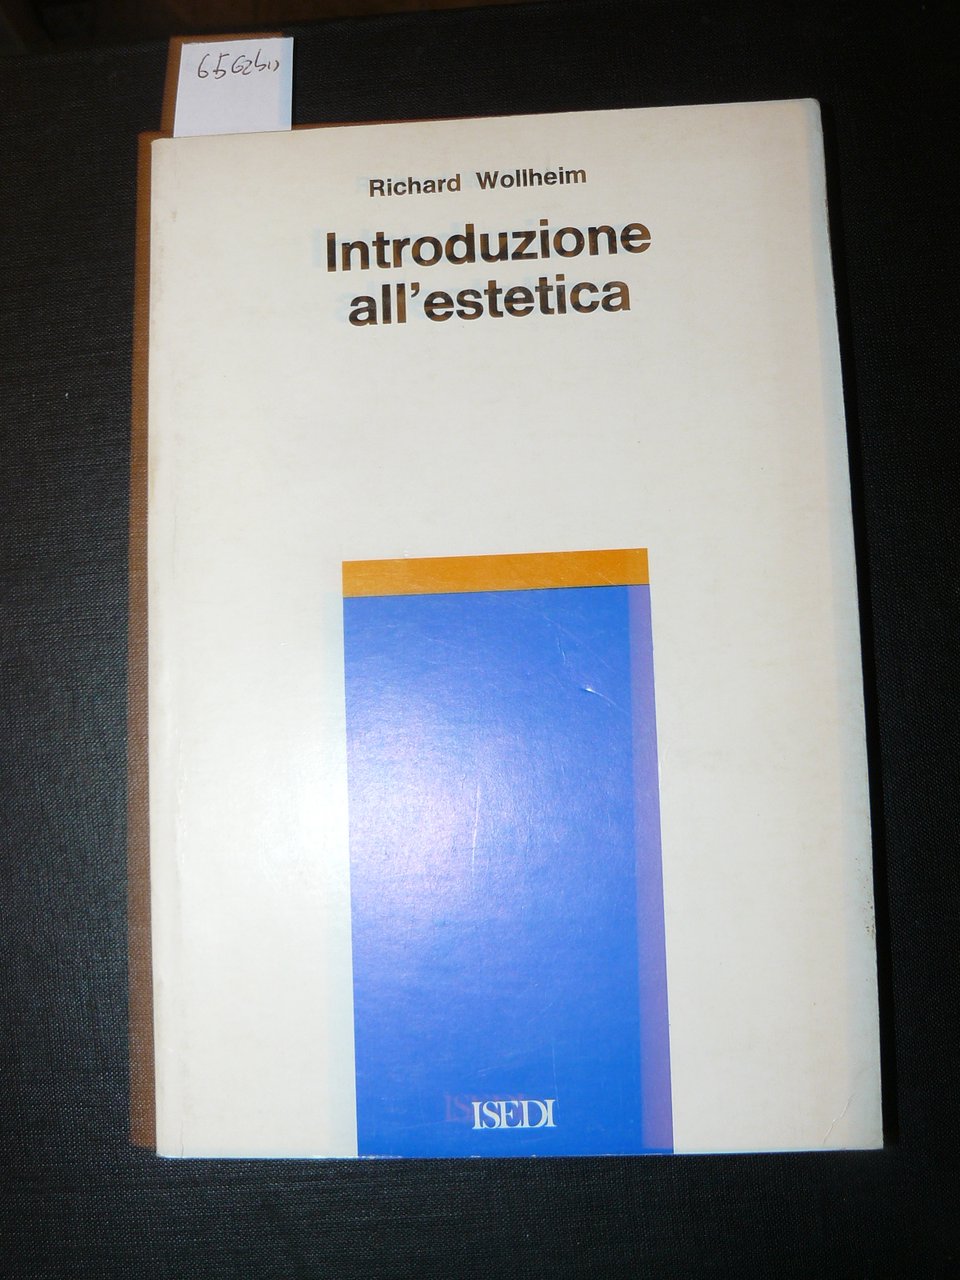 Richard Wollheim
Introduzione
all'estetica
ISEDI